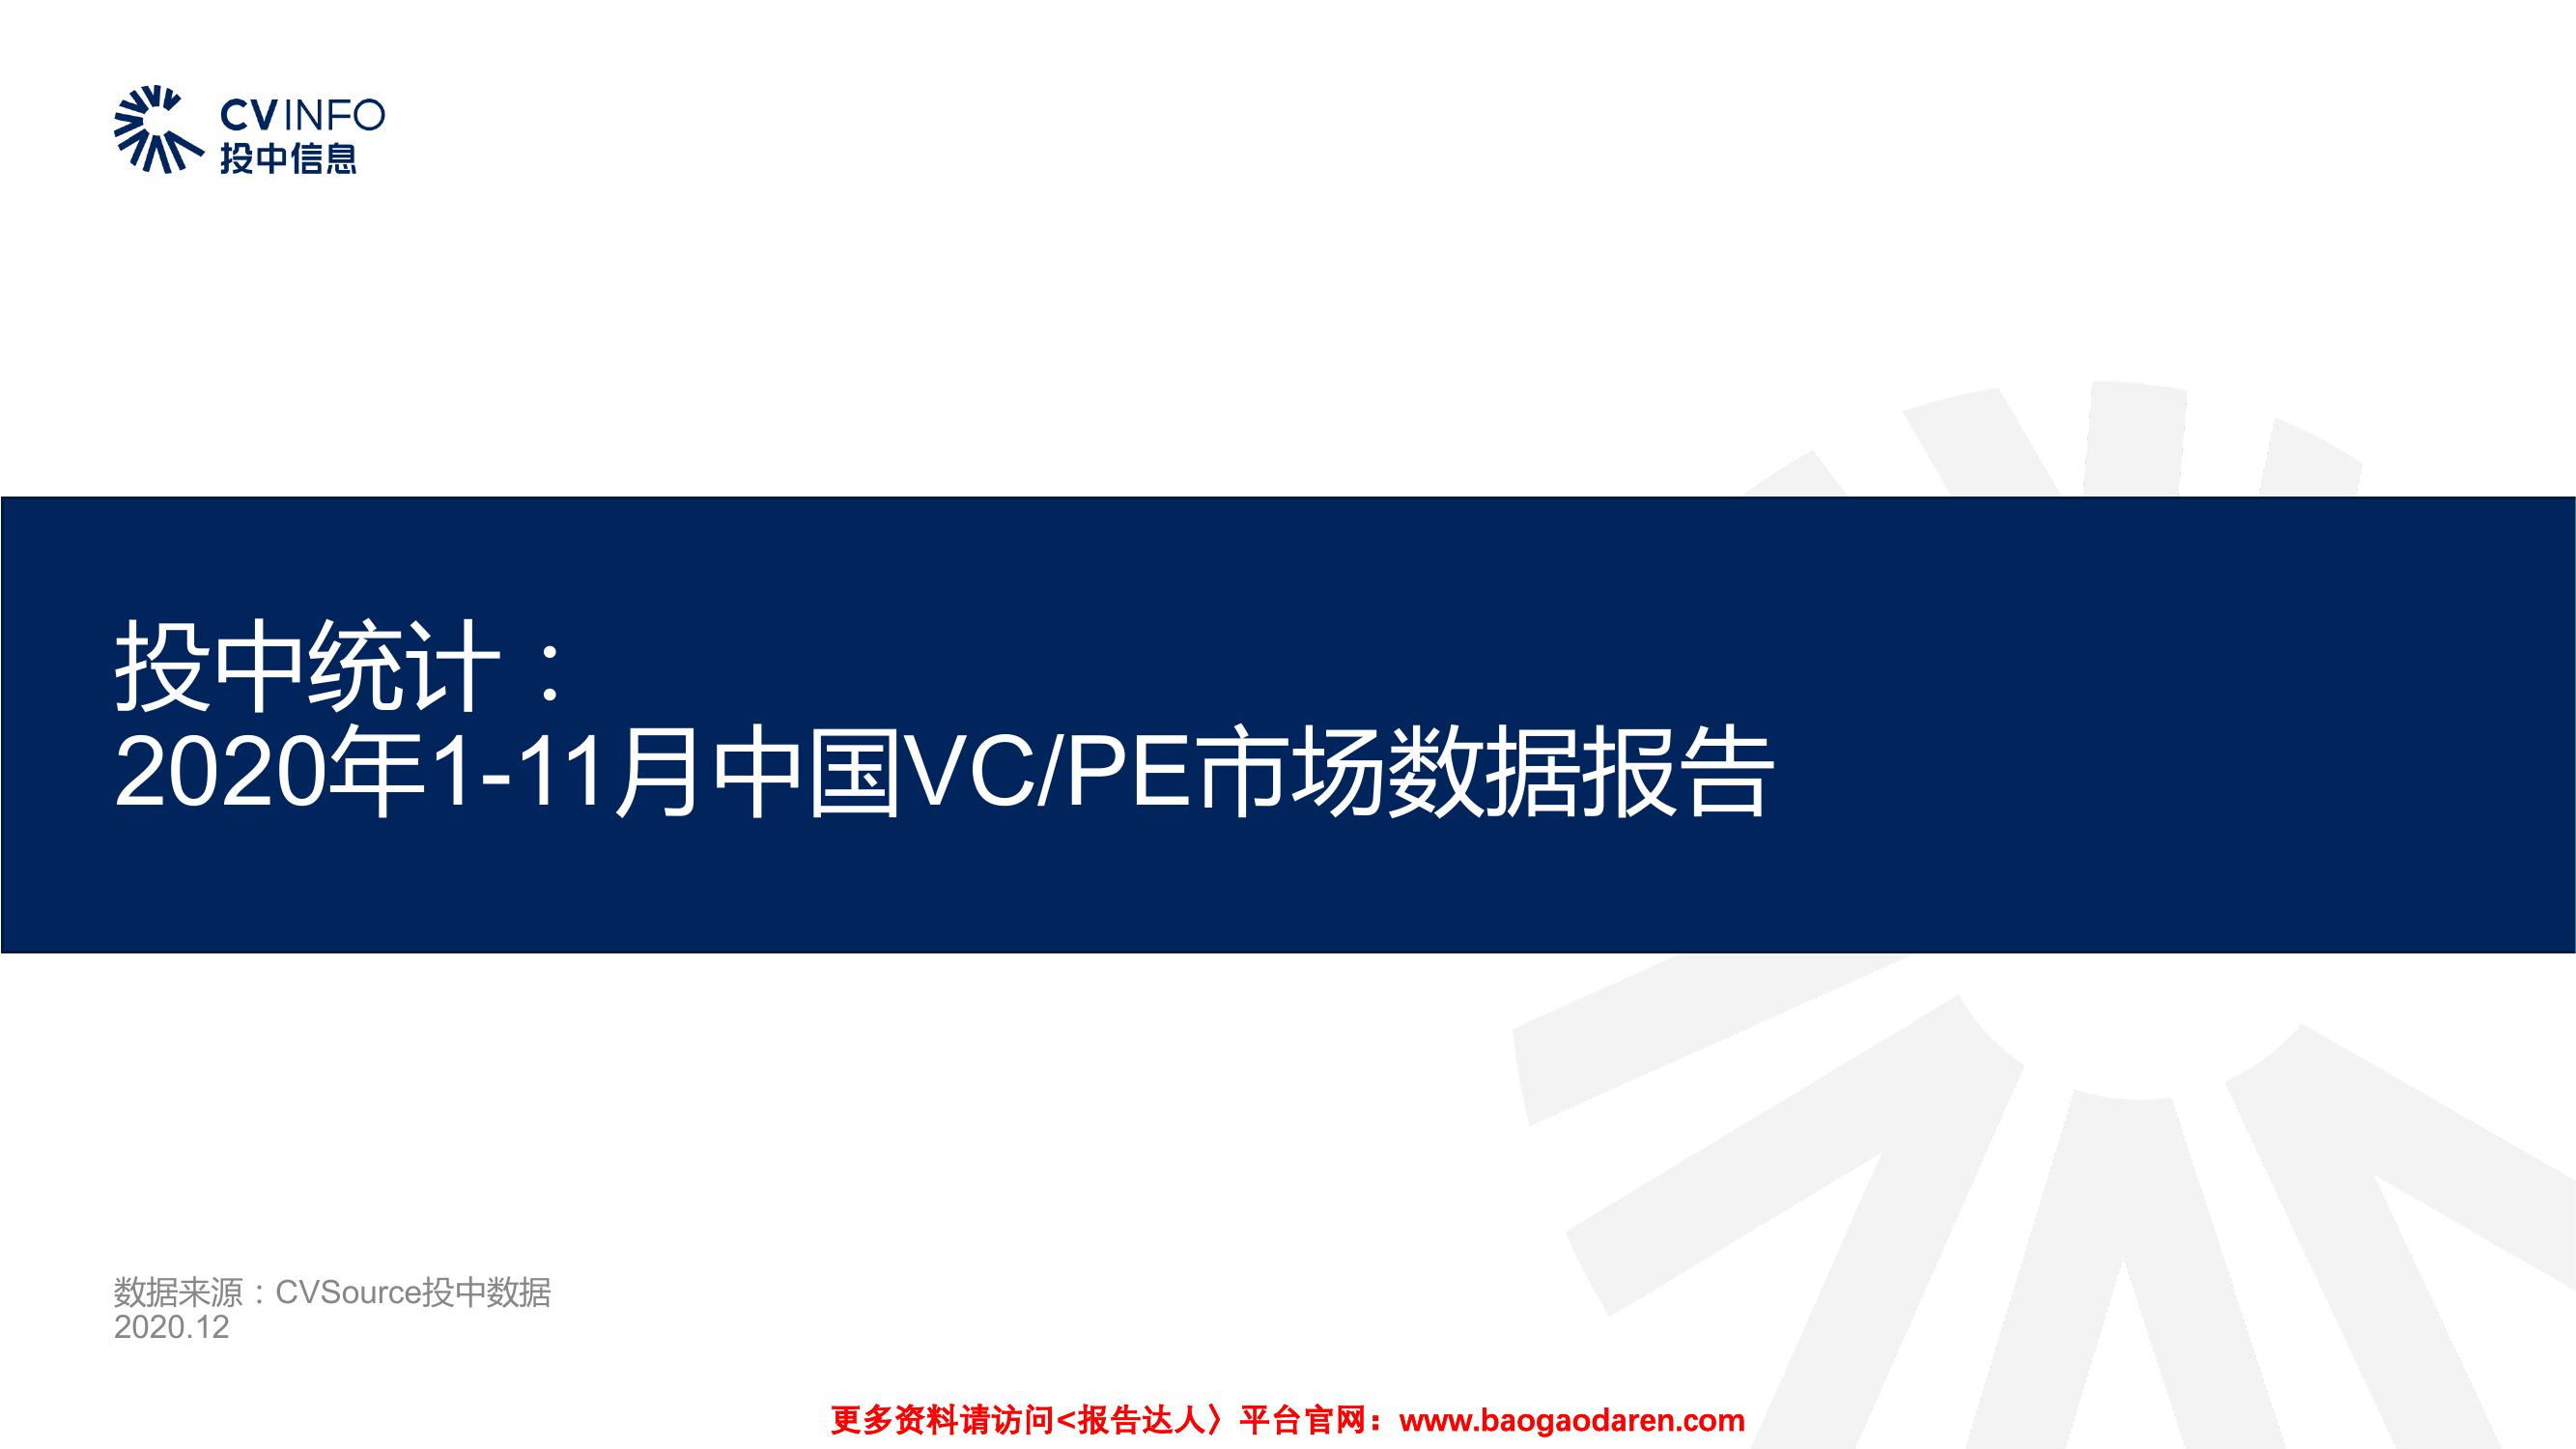 CVINFO
投中信息
投中统计：
2020年1-11月中国VC/PE市场数据报告
数据来源：CVSource投中数据
2020.12
更多资料请访问<报告达人〉平台官网：www.baogaodaren.com